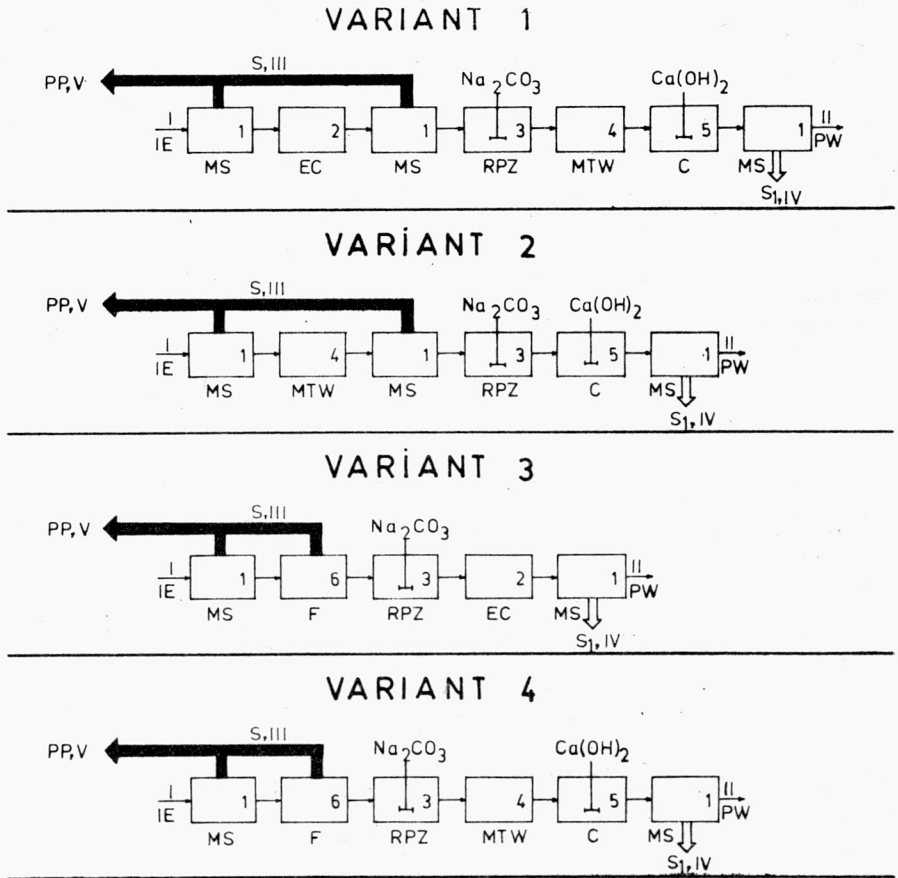 VARIANT 1
S,III Na2CO3 Ca(OH)2
PP,V
I 1 2 1 3 4 5 1 II
IE PW
MS EC MS RPZ MTW C MS
S1,IV
VARİANT 2
S,III Na2CO3 Ca(OH)2
PP,V
I 1 4 1 3 5 1 II
IE PW
MS MTW MS RPZ C MS
S1,IV
VARİANT 3
S,III Na2CO3
PP,V
I 1 6 3 2 1 II
IE PW
MS F RPZ EC MS
S1,IV
VARIANT 4
S,III Na2CO3 Ca(OH)2
PP,V
I 1 6 3 4 5 1 II
IE PW
MS F RPZ MTW C MS
S1,IV